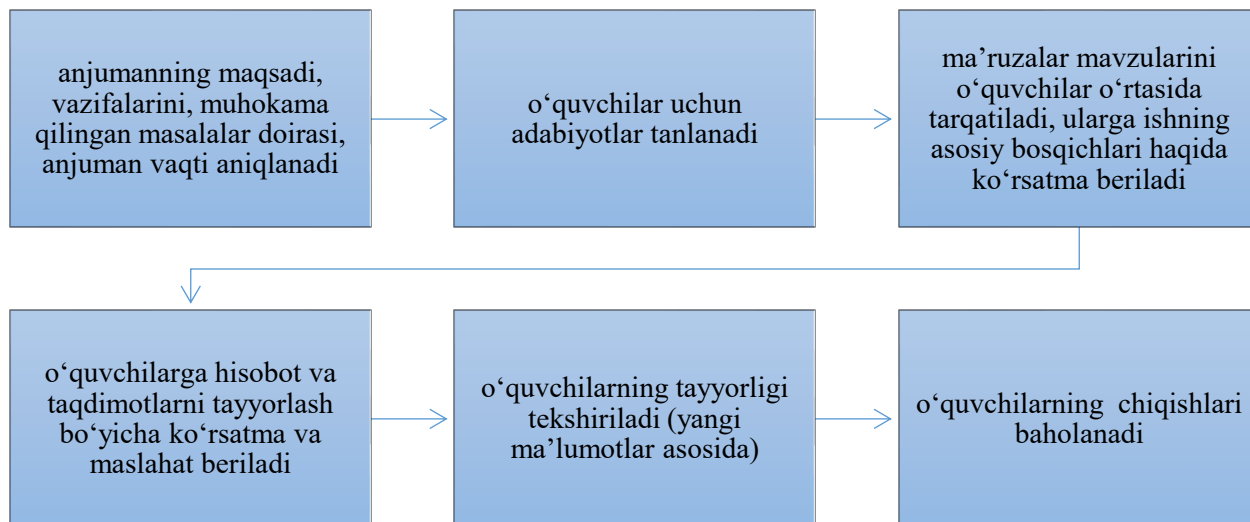 anjumanning maqsadi,
vazifalarini, muhokama
qilingan masalalar doirasi,
anjuman vaqti aniqlanadi
o‘quvchilar uchun
adabiyotlar tanlanadi
ma’ruzalar mavzularini
o‘quvchilar o‘rtasida
tarqatiladi, ularga ishning
asosiy bosqichlari haqida
ko‘rsatma beriladi
o‘quvchilarga hisobot va
taqdimotlarni tayyorlash
bo‘yicha ko‘rsatma va
maslahat beriladi
o‘quvchilarning tayyorligi
tekshiriladi (yangi
ma’lumotlar asosida)
o‘quvchilarning chiqishlari
baholanadi